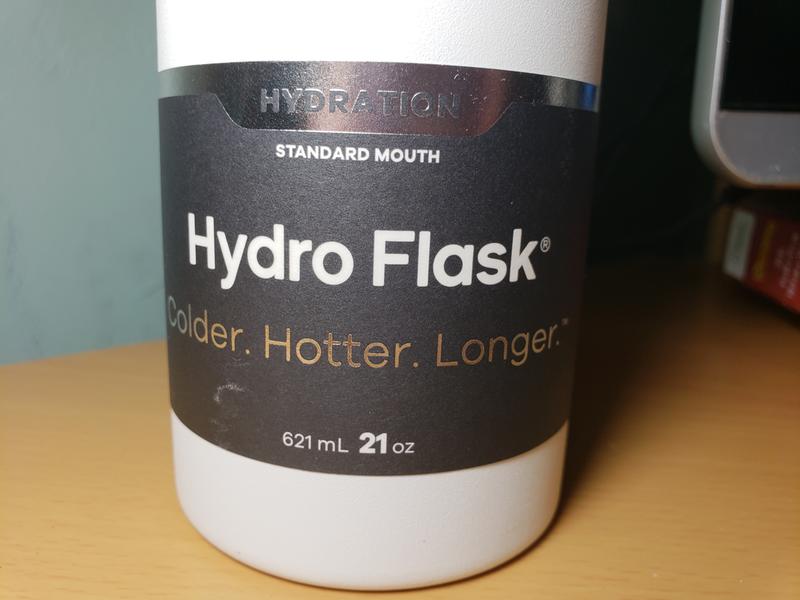 HYDRATION
STANDARD MOUTH
Hydro Flask®
Colder. Hotter. Longer.™
621 mL 21 oz